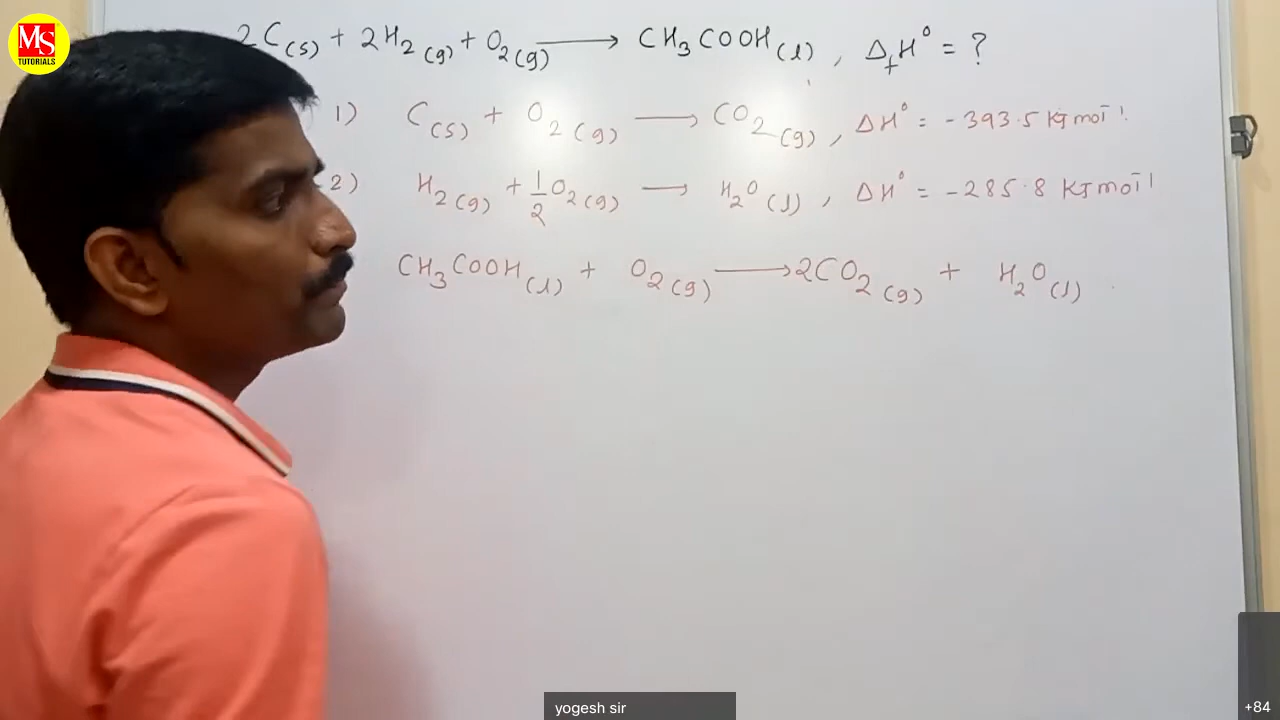 MS
TUTORIALS
2C(s) + 2H2(g) + O2(g) ⟶ CH3COOH(l), ΔfH° = ?
1) C(s) + O2(g) ⟶ CO2(g), ΔH° = -393.5 KJ mol⁻¹.
2) H2(g) + 1/2 O2(g) ⟶ H2O(l), ΔH° = -285.8 KJ mol⁻¹
CH3COOH(l) + O2(g) ⟶ 2CO2(g) + H2O(l)
yogesh sir
+84